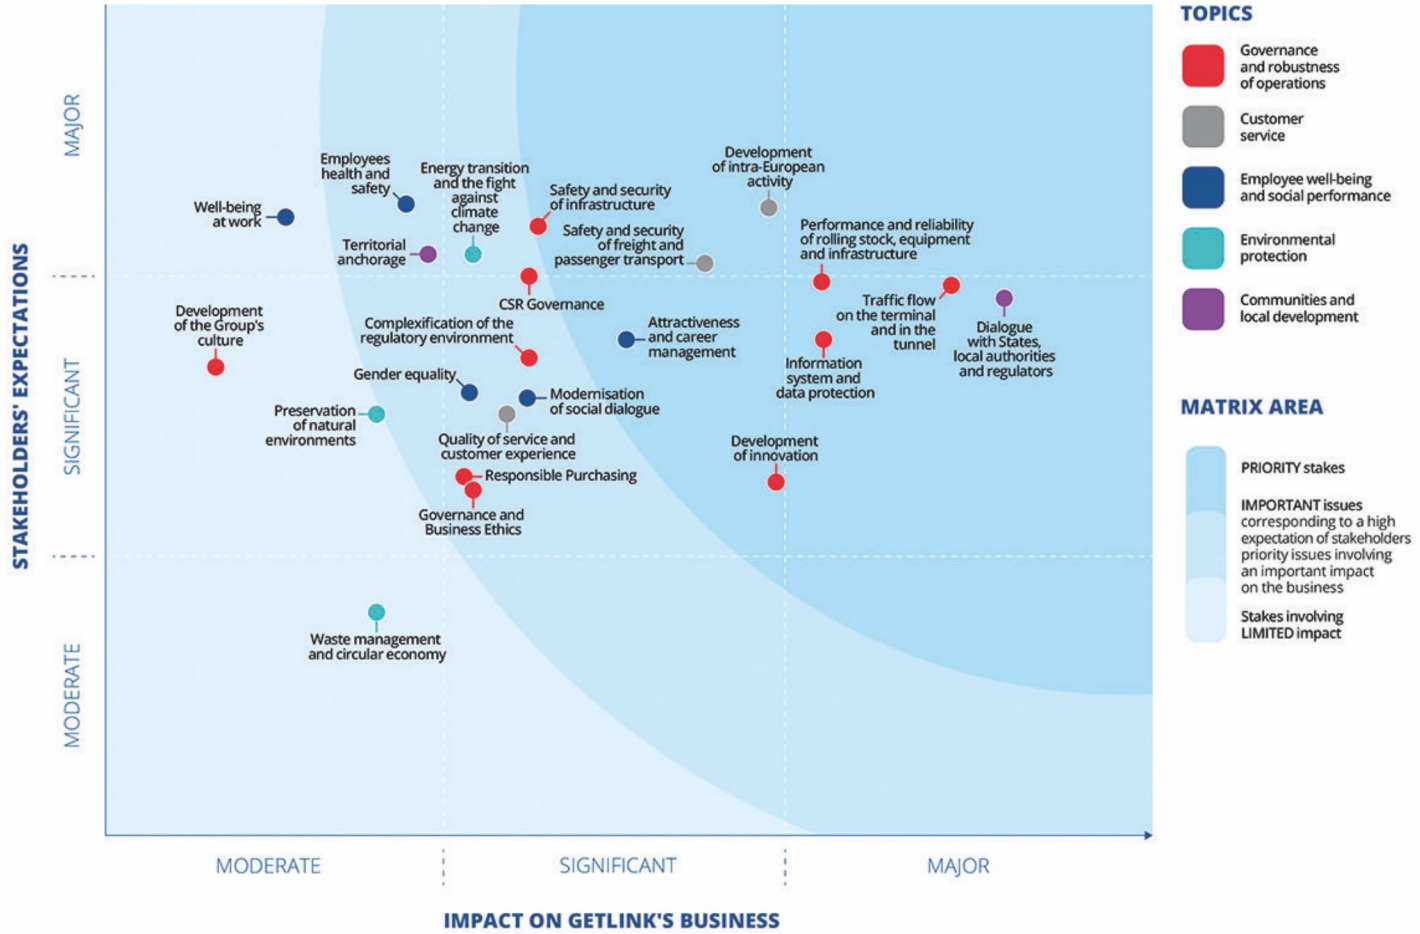 TOPICS
Governance
and robustness
of operations
Customer
service
Employee well-being
and social performance
Environmental
protection
Communities and
local development
MATRIX AREA
PRIORITY stakes
IMPORTANT issues
corresponding to a high
expectation of stakeholders
priority issues involving
an important impact
on the business
Stakes involving
LIMITED impact
STAKEHOLDERS' EXPECTATIONS
MAJOR
SIGNIFICANT
MODERATE
Employees
health and
safety
Energy transition
and the fight
against
climate
change
Development
of intra-European
activity
Well-being
at work
Safety and security
of infrastructure
Territorial
anchorage
Safety and security
of freight and
passenger transport
Performance and reliability
of rolling stock, equipment
and infrastructure
CSR Governance
Traffic flow
on the terminal
and in the
tunnel
Dialogue
with States,
local authorities
and regulators
Development
of the Group's
culture
Complexification of the
regulatory environment
Attractiveness
and career
management
Information
system and
data protection
Gender equality
Modernisation
of social dialogue
Preservation
of natural
environments
Quality of service and
customer experience
Development
of innovation
Responsible Purchasing
Governance and
Business Ethics
Waste management
and circular economy
MODERATE
SIGNIFICANT
MAJOR
IMPACT ON GETLINK'S BUSINESS